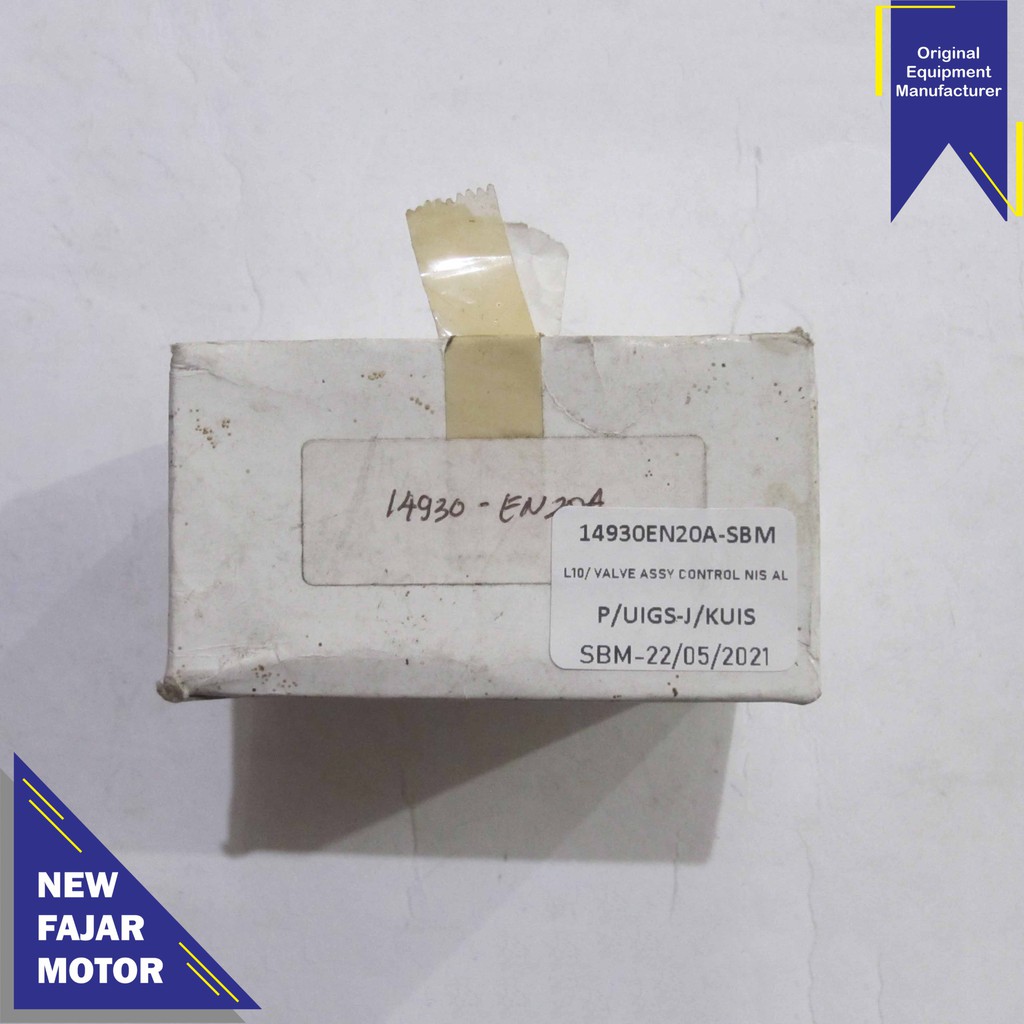 Original
Equipment
Manufacturer
14930 - EN20A
14930EN20A-SBM
L10/ VALVE ASSY CONTROL NIS AL
P/UIGS-J/KUIS
SBM-22/05/2021
NEW
FAJAR
MOTOR